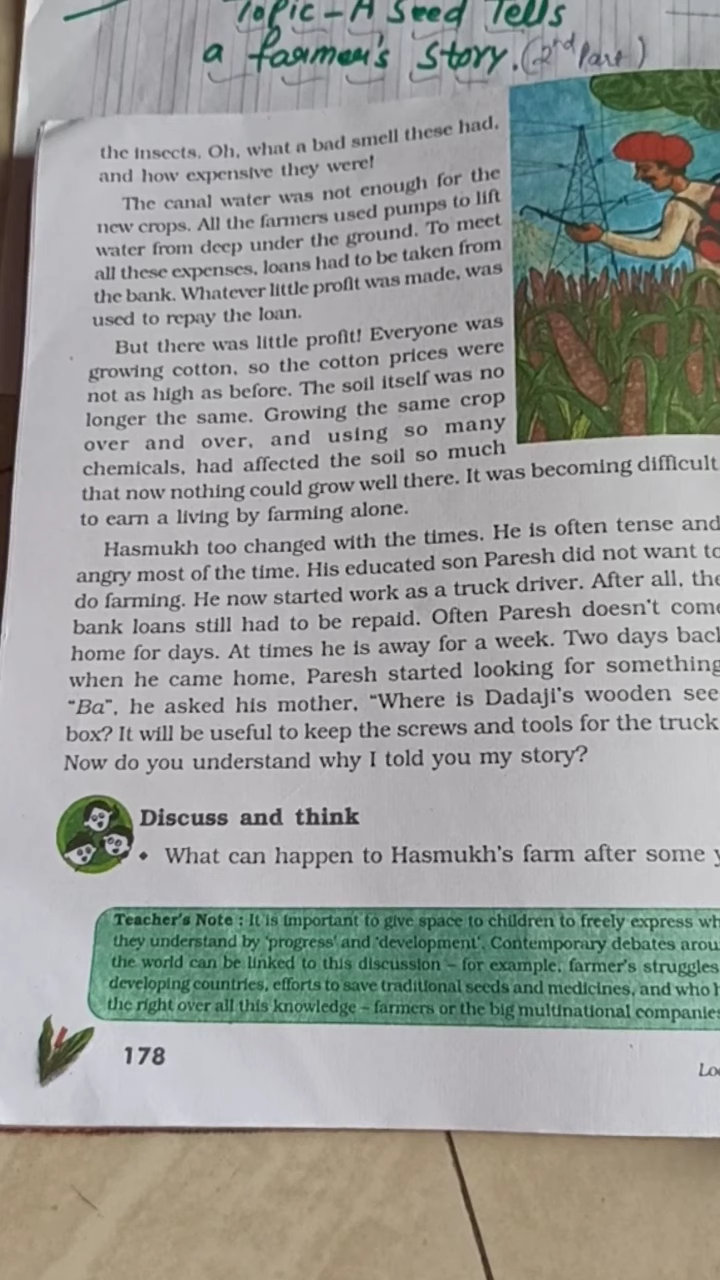 Topic - A Seed Tells
a farmer's Story. (2nd Part)
the insects. Oh, what a bad smell these had,
and how expensive they were!
The canal water was not enough for the
new crops. All the farmers used pumps to lift
water from deep under the ground. To meet
all these expenses, loans had to be taken from
the bank. Whatever little profit was made, was
used to repay the loan.
But there was little profit! Everyone was
growing cotton, so the cotton prices were
not as high as before. The soil itself was no
longer the same. Growing the same crop
over and over, and using so many
chemicals, had affected the soil so much
that now nothing could grow well there. It was becoming difficult
to earn a living by farming alone.
Hasmukh too changed with the times. He is often tense and
angry most of the time. His educated son Paresh did not want to
do farming. He now started work as a truck driver. After all, the
bank loans still had to be repaid. Often Paresh doesn't come
home for days. At times he is away for a week. Two days back
when he came home, Paresh started looking for something
"Ba", he asked his mother, "Where is Dadaji's wooden see
box? It will be useful to keep the screws and tools for the truck
Now do you understand why I told you my story?
Discuss and think
• What can happen to Hasmukh's farm after some
Teacher's Note : It is important to give space to children to freely express wh
they understand by 'progress' and 'development'. Contemporary debates arou
the world can be linked to this discussion – for example, farmer's struggles
developing countries, efforts to save traditional seeds and medicines, and who h
the right over all this knowledge – farmers or the big multinational companies
178
Loo